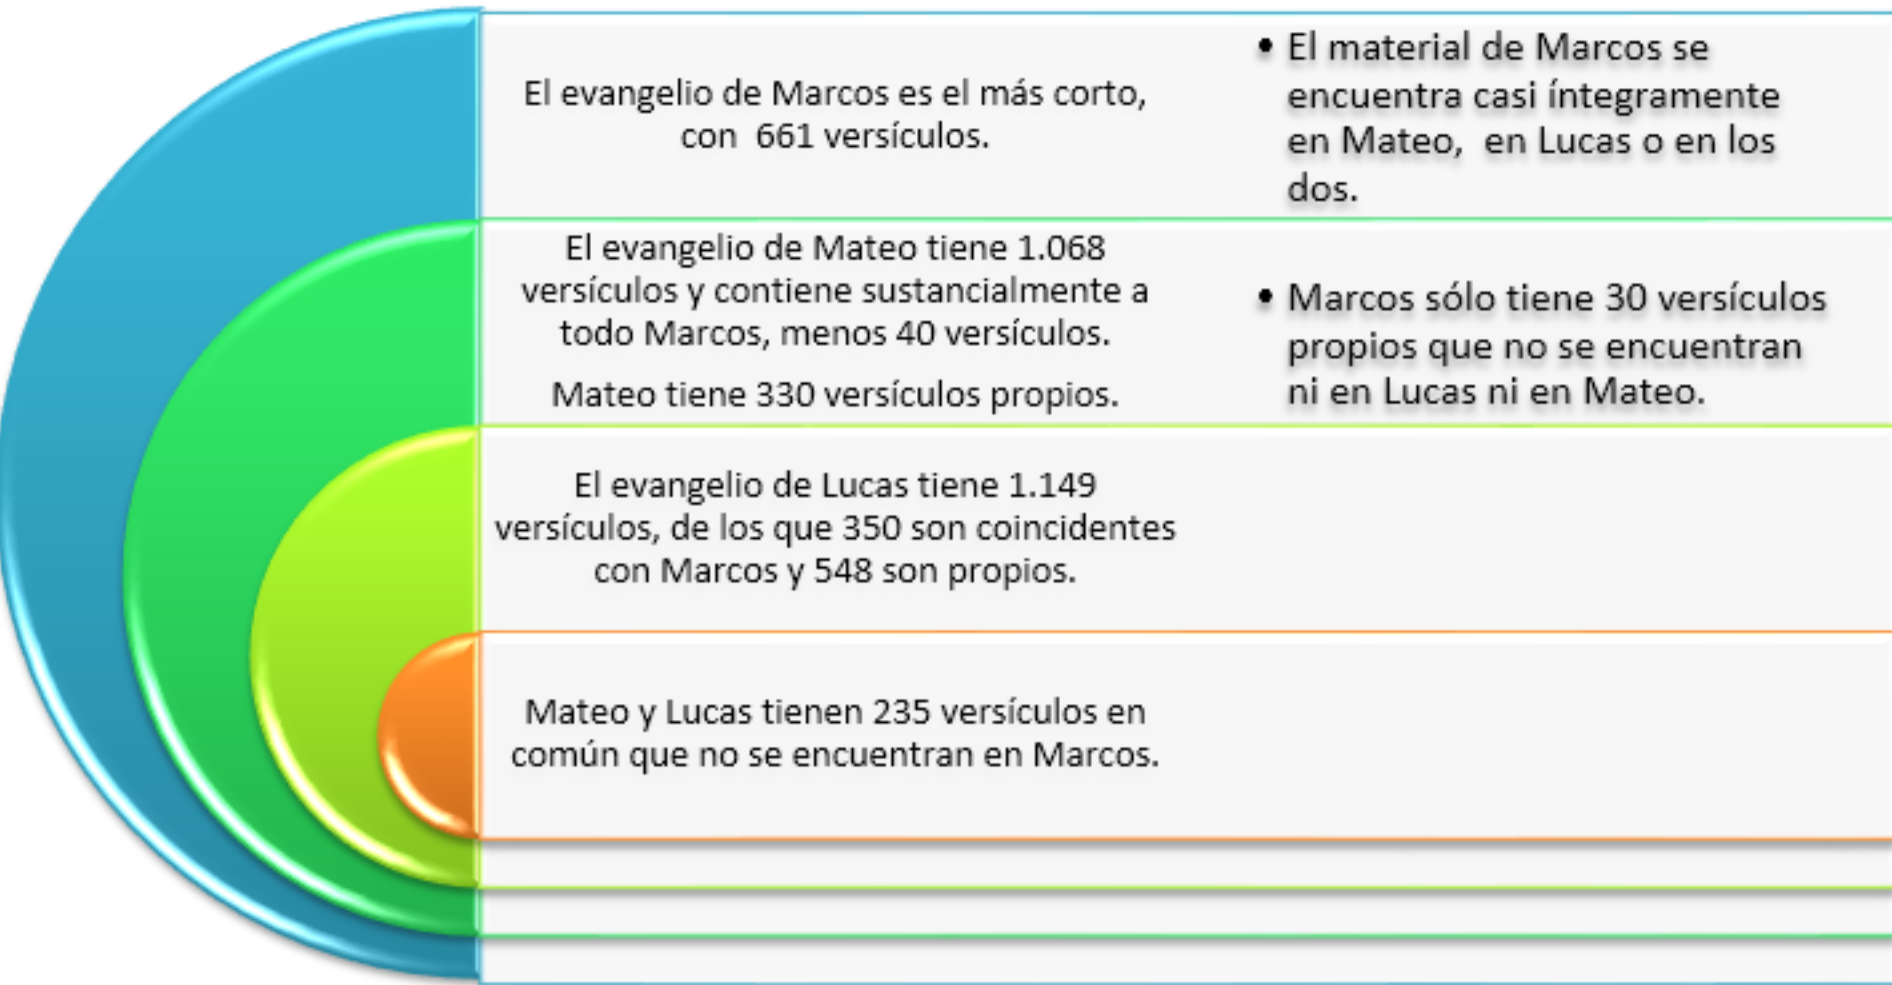 El evangelio de Marcos es el más corto,
con 661 versículos.
• El material de Marcos se
encuentra casi íntegramente
en Mateo, en Lucas o en los
dos.
El evangelio de Mateo tiene 1.068
versículos y contiene sustancialmente a
todo Marcos, menos 40 versículos.
Mateo tiene 330 versículos propios.
• Marcos sólo tiene 30 versículos
propios que no se encuentran
ni en Lucas ni en Mateo.
El evangelio de Lucas tiene 1.149
versículos, de los que 350 son coincidentes
con Marcos y 548 son propios.
Mateo y Lucas tienen 235 versículos en
común que no se encuentran en Marcos.